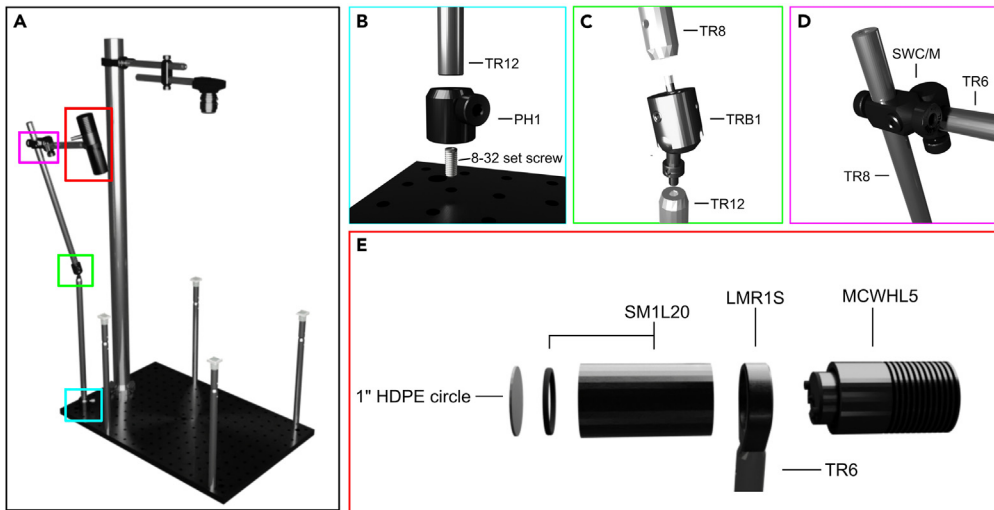 A
B
TR12
PH1
8-32 set screw
C
TR8
TRB1
TR12
D
SWC/M
TR6
TR8
E
SM1L20
LMR1S
MCWHL5
1" HDPE circle
TR6